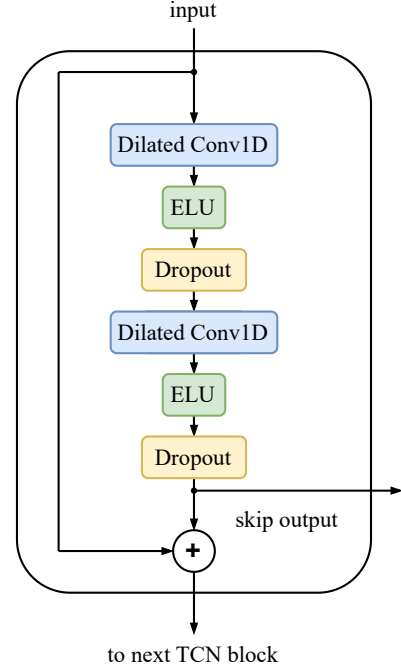 input
Dilated Conv1D
ELU
Dropout
Dilated Conv1D
ELU
Dropout
skip output
+
to next TCN block